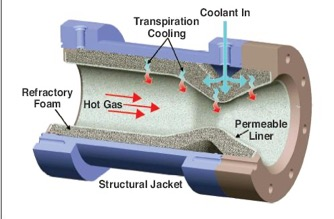 Coolant In
Transpiration
Cooling
Refractory
Foam
Hot Gas
Permeable
Liner
Structural Jacket